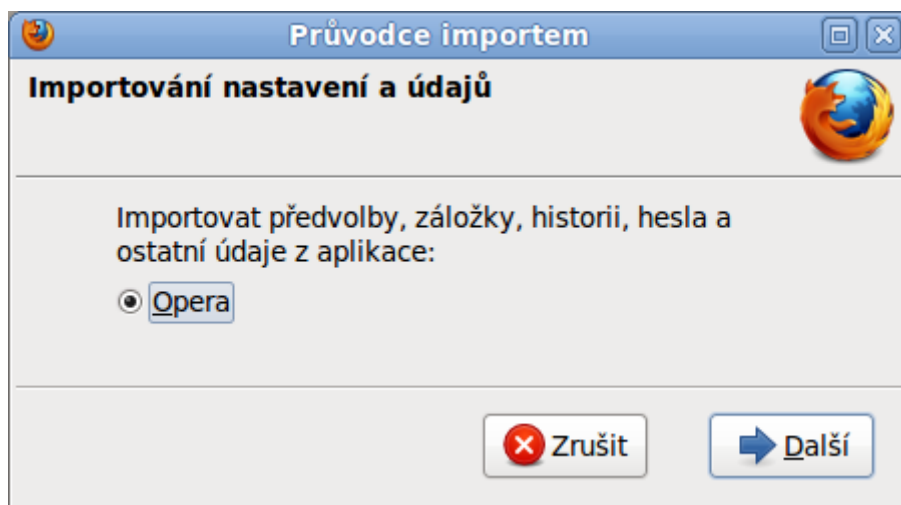 Průvodce importem
Importování nastavení a údajů
Importovat předvolby, záložky, historii, hesla a
ostatní údaje z aplikace:
Opera
Zrušit
Další